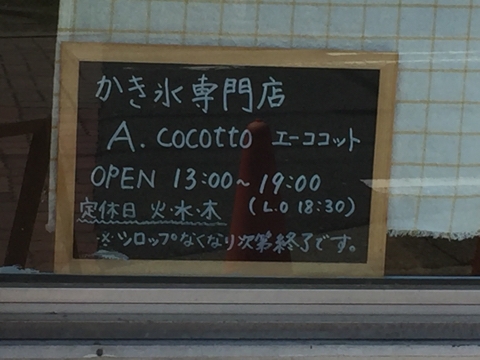 かき氷専門店
A. cocotto エーココット
OPEN 13:00~19:00
定休日 火・水・木 (L.O 18:30)
※シロップなくなり次第終了です。